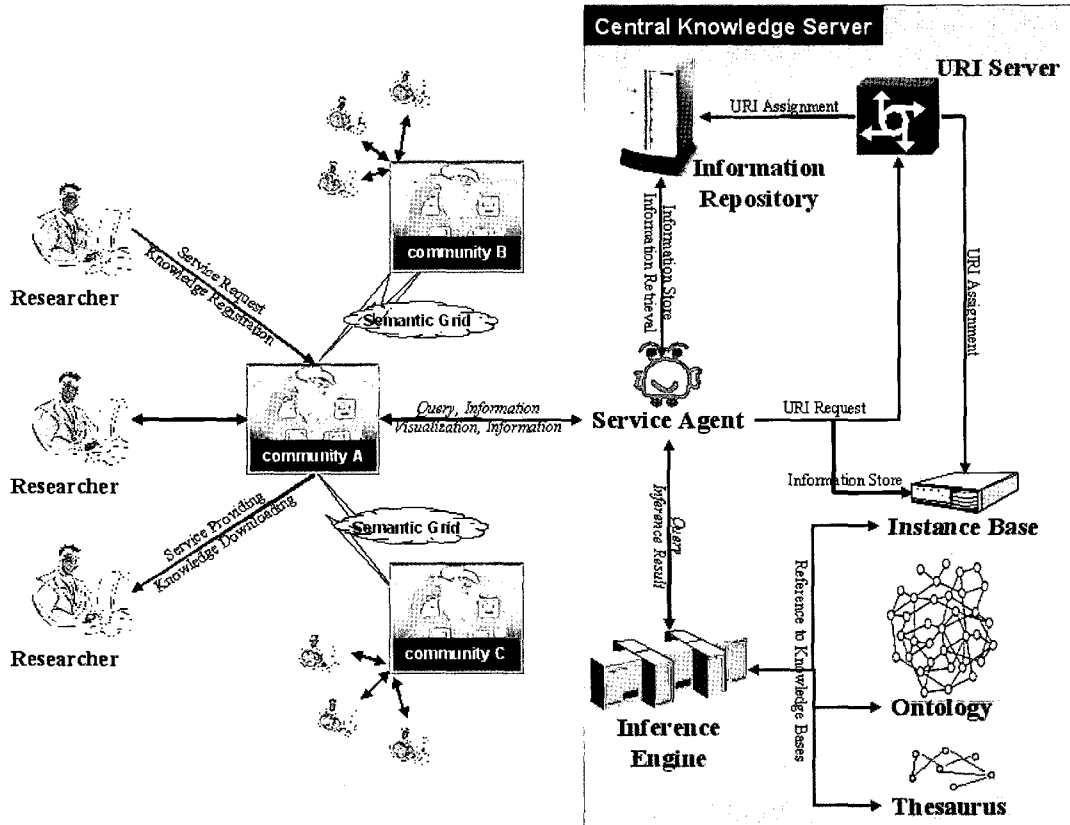 Central Knowledge Server
URI Server
URI Assignment
Information
Repository
Information Store
Information Retrieval
URI Assignment
community B
Researcher
Service Request
Knowledge Registration
Semantic Grid
Researcher
community A
Query, Information
Visualization, Information
Service Agent
URI Request
Information Store
Instance Base
Service Providing
Knowledge Downloading
Semantic Grid
Query
Inference Result
Reference to Knowledge Bases
Researcher
community C
Inference
Engine
Ontology
Thesaurus